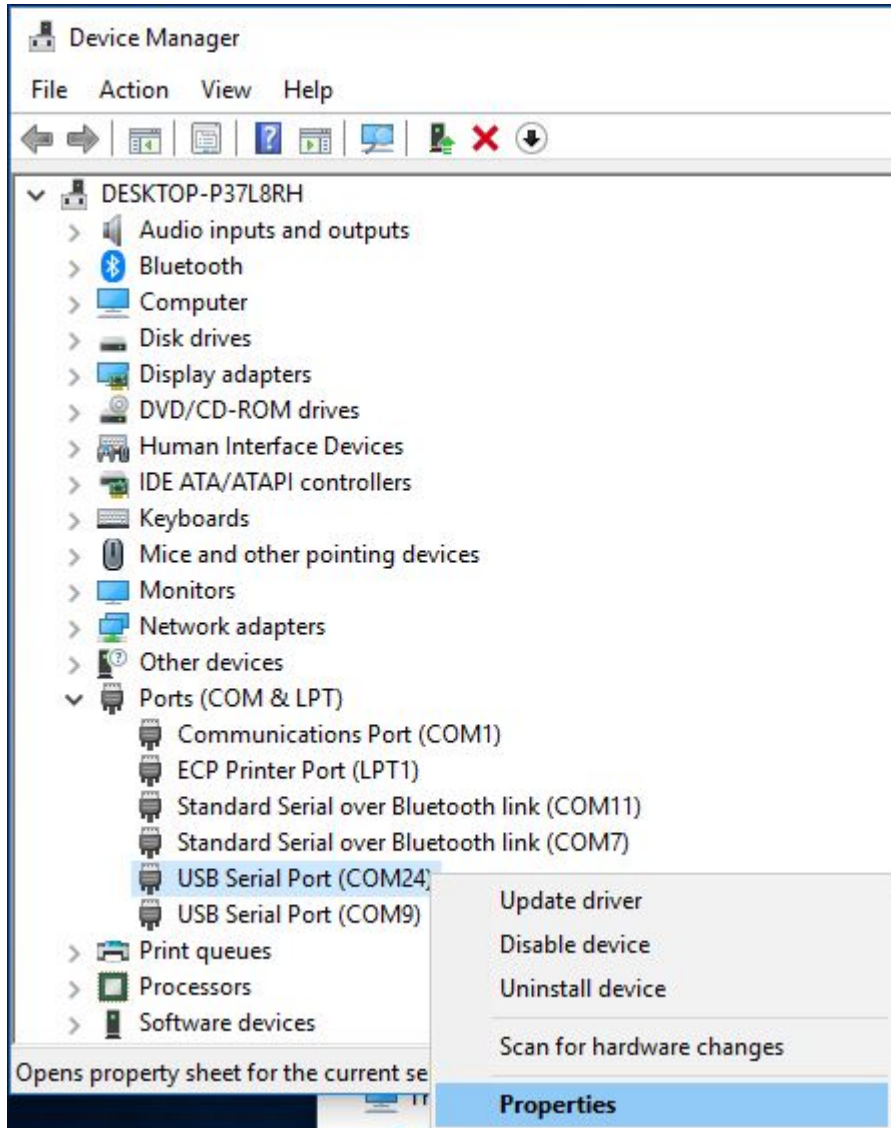 Device Manager
File Action View Help
DESKTOP-P37L8RH
Audio inputs and outputs
Bluetooth
Computer
Disk drives
Display adapters
DVD/CD-ROM drives
Human Interface Devices
IDE ATA/ATAPI controllers
Keyboards
Mice and other pointing devices
Monitors
Network adapters
Other devices
Ports (COM & LPT)
Communications Port (COM1)
ECP Printer Port (LPT1)
Standard Serial over Bluetooth link (COM11)
Standard Serial over Bluetooth link (COM7)
USB Serial Port (COM24)
USB Serial Port (COM9)
Print queues
Processors
Software devices
Update driver
Disable device
Uninstall device
Scan for hardware changes
Properties
Opens property sheet for the current se